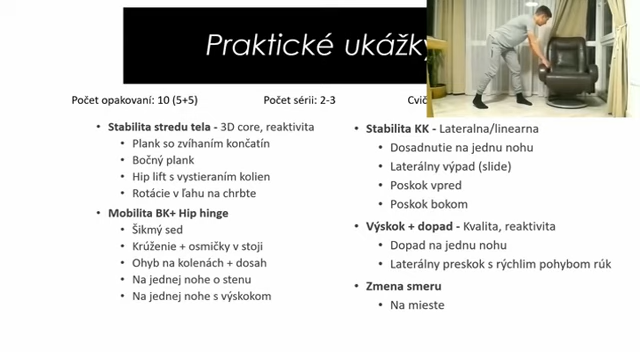 Praktické ukážky
Počet opakovaní: 10 (5+5)
Počet sérii: 2-3
Cvič
Stabilita stredu tela - 3D core, reaktivita
Plank so zvíhaním končatín
Bočný plank
Hip lift s vystieraním kolien
Rotácie v ľahu na chrbte
Mobilita BK+ Hip hinge
Šikmý sed
Krúženie + osmičky v stoji
Ohyb na kolenách + dosah
Na jednej nohe o stenu
Na jednej nohe s výskokom
Stabilita KK - Lateralna/linearna
Dosadnutie na jednu nohu
Laterálny výpad (slide)
Poskok vpred
Poskok bokom
Výskok + dopad - Kvalita, reaktivita
Dopad na jednu nohu
Laterálny preskok s rýchlim pohybom rúk
Zmena smeru
Na mieste